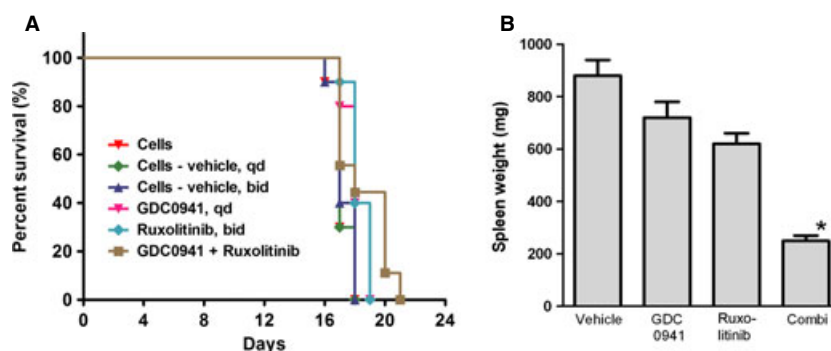 A
Percent survival (%)
100
80
60
40
20
0
Cells
Cells - vehicle, qd
Cells - vehicle, bid
GDC0941, qd
Ruxolitinib, bid
GDC0941 + Ruxolitinib
0 4 8 12 16 20 24
Days
B
Spleen weight (mg)
1000
800
600
400
200
0
*
Vehicle GDC Ruxo- Combi
0941 litinib